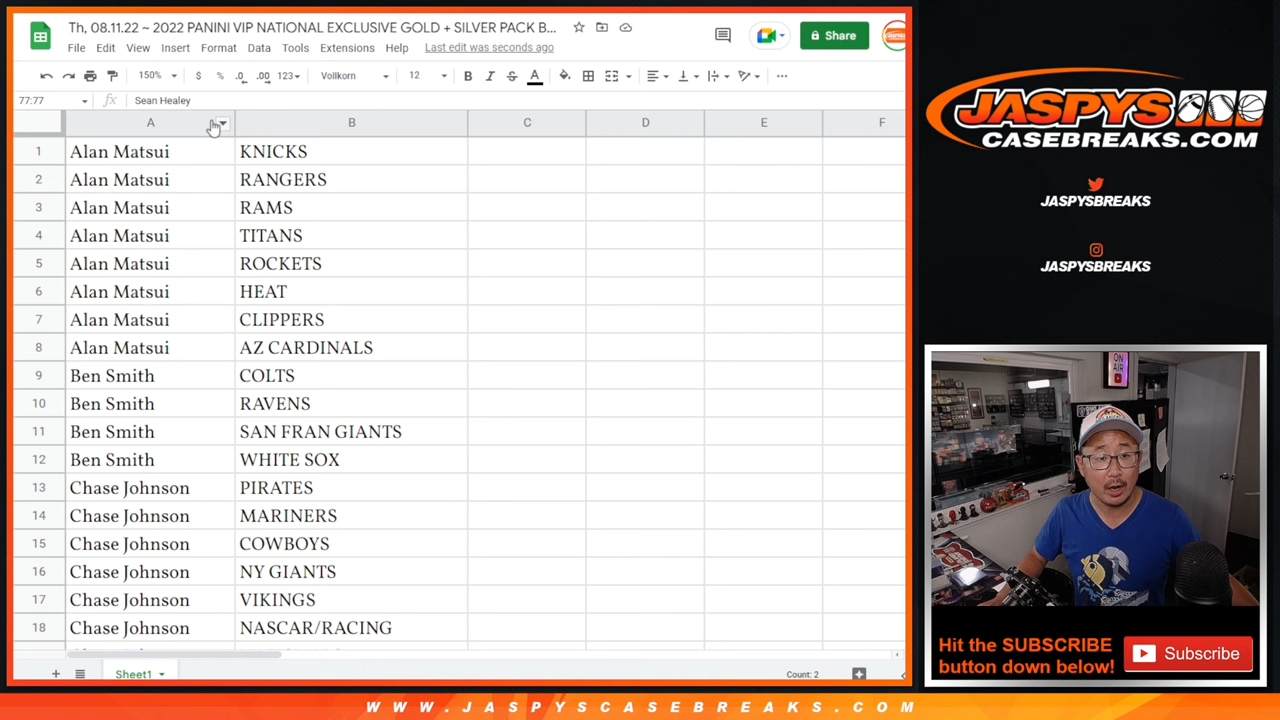 Th, 08.11.22 ~ 2022 PANINI VIP NATIONAL EXCLUSIVE GOLD + SILVER PACK B...
Share
File Edit View Insert Format Data Tools Extensions Help Last edit was seconds ago
150% $ % .0 .00 123 Vollkorn 12 B I S A
77:77 fx Sean Healey
A B C D E F
1 Alan Matsui KNICKS
2 Alan Matsui RANGERS
3 Alan Matsui RAMS
4 Alan Matsui TITANS
5 Alan Matsui ROCKETS
6 Alan Matsui HEAT
7 Alan Matsui CLIPPERS
8 Alan Matsui AZ CARDINALS
9 Ben Smith COLTS
10 Ben Smith RAVENS
11 Ben Smith SAN FRAN GIANTS
12 Ben Smith WHITE SOX
13 Chase Johnson PIRATES
14 Chase Johnson MARINERS
15 Chase Johnson COWBOYS
16 Chase Johnson NY GIANTS
17 Chase Johnson VIKINGS
18 Chase Johnson NASCAR/RACING
Sheet1 Count: 2
JASPYS
CASEBREAKS.COM
JASPYSBREAKS
JASPYSBREAKS
ON
AIR
Hit the SUBSCRIBE
button down below!
Subscribe
WWW.JASPYSCASEBREAKS.COM